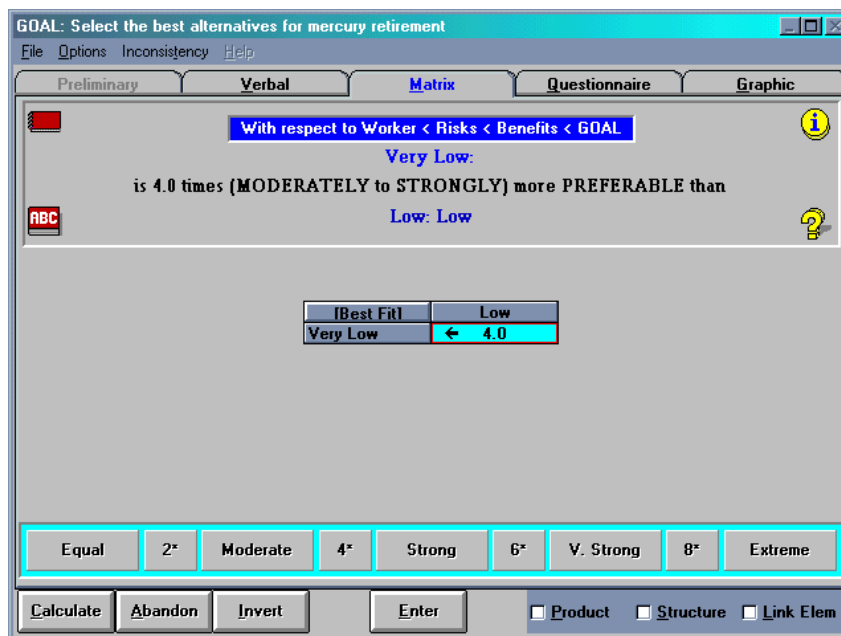 GOAL: Select the best alternatives for mercury retirement
File Options Inconsistency Help
Preliminary Verbal Matrix Questionnaire Graphic
With respect to Worker < Risks < Benefits < GOAL
Very Low:
is 4.0 times (MODERATELY to STRONGLY) more PREFERABLE than
ABC
Low: Low
[Best Fit] Low
Very Low ← 4.0
Equal 2* Moderate 4* Strong 6* V. Strong 8* Extreme
Calculate Abandon Invert Enter Product Structure Link Elem